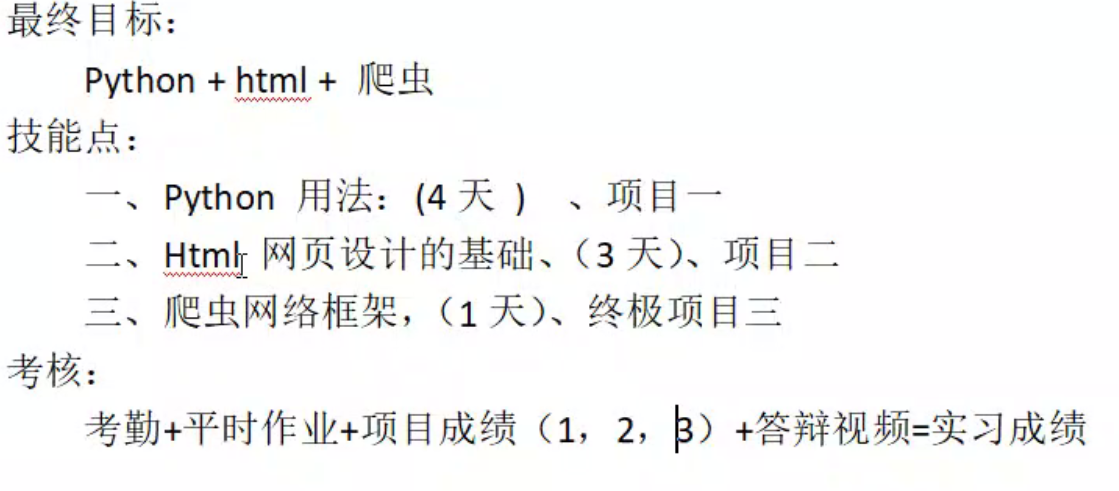 最终目标：
Python + html + 爬虫
技能点：
一、Python 用法：(4 天 ) 、项目一
二、Html 网页设计的基础、（3 天）、项目二
三、爬虫网络框架，（1 天）、终极项目三
考核：
考勤+平时作业+项目成绩（1，2，3）+答辩视频=实习成绩